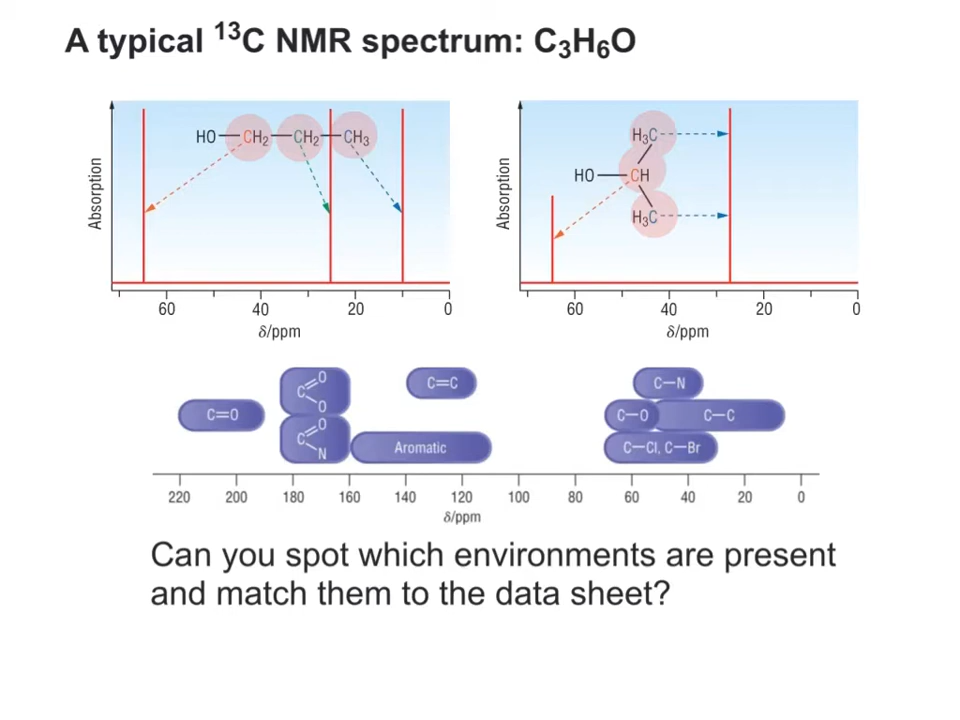 A typical ¹³C NMR spectrum: C₃H₆O
Absorption
HO CH₂ CH₂ CH₃
60 40 20 0
δ/ppm
Absorption
H₃C
HO CH
H₃C
60 40 20 0
δ/ppm
C=O
C O O
C O N
C=C
Aromatic
C–N
C–O
C–C
C–Cl, C–Br
220 200 180 160 140 120 100 80 60 40 20 0
δ/ppm
Can you spot which environments are present
and match them to the data sheet?